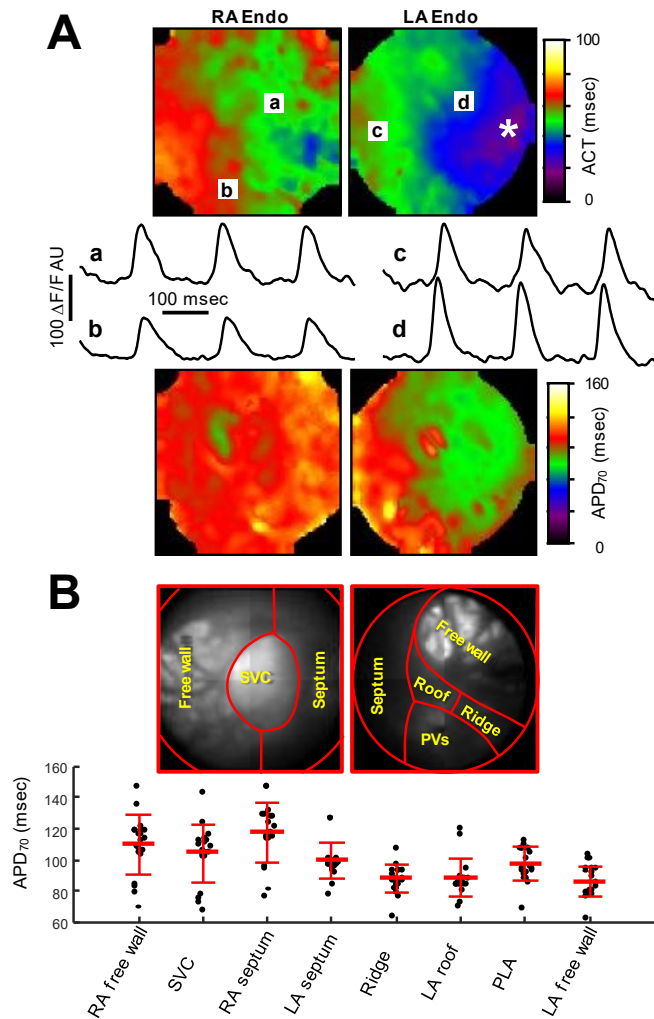 A
RA Endo
LA Endo
a
b
c
d
*
100
0
ACT (msec)
a
c
100 ΔF/F AU
100 msec
b
d
160
0
APD70 (msec)
B
Free wall
SVC
Septum
Septum
Free wall
Roof
Ridge
PVs
APD70 (msec)
160
140
120
100
80
60
RA free wall
SVC
RA septum
LA septum
Ridge
LA roof
PLA
LA free wall